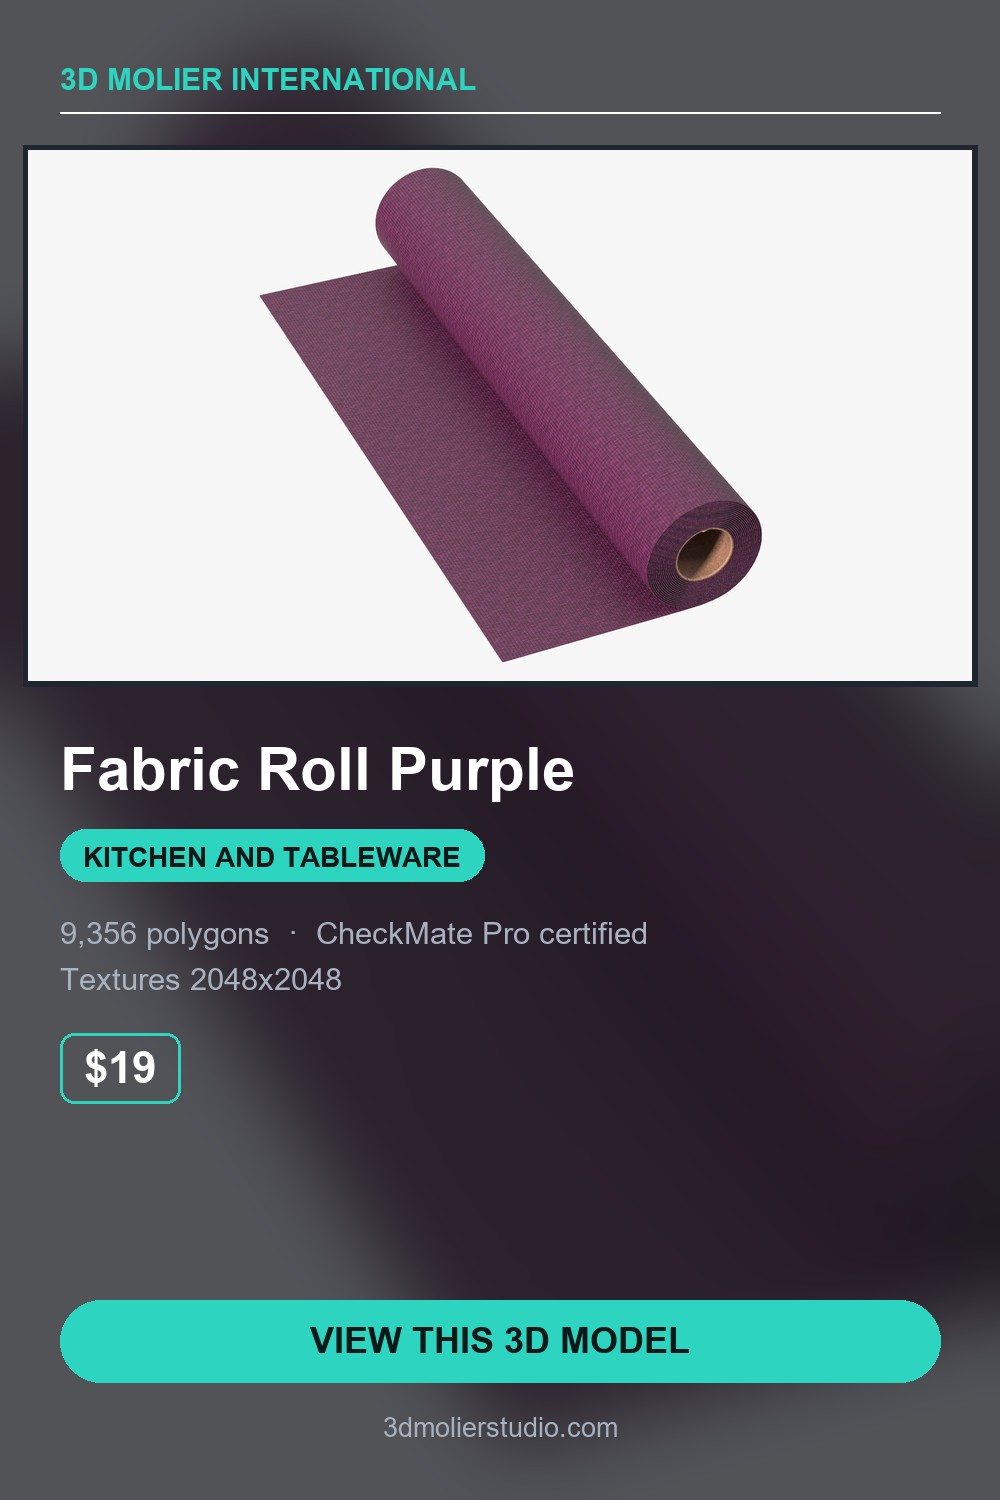 3D MOLIER INTERNATIONAL
Fabric Roll Purple
KITCHEN AND TABLEWARE
9,356 polygons · CheckMate Pro certified
Textures 2048x2048
$19
VIEW THIS 3D MODEL
3dmolierstudio.com